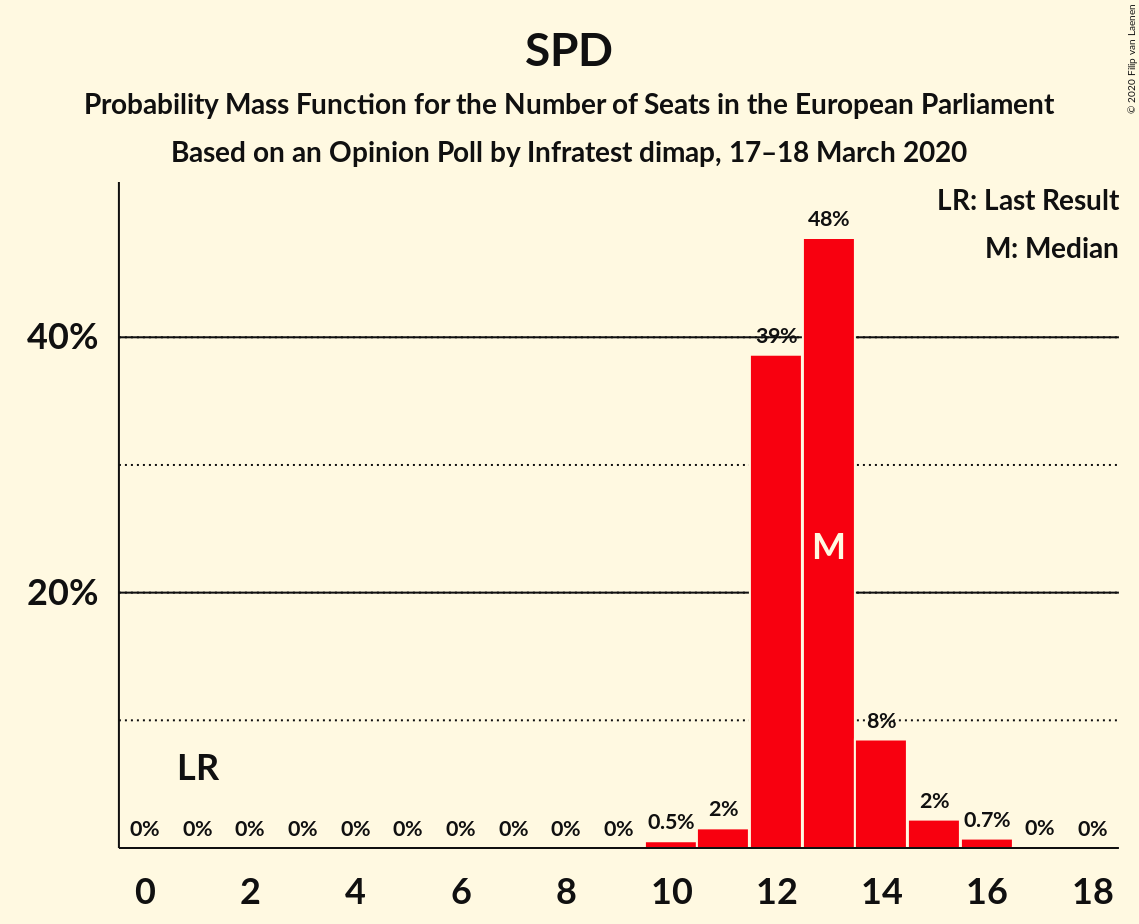 SPD
Probability Mass Function for the Number of Seats in the European Parliament
Based on an Opinion Poll by Infratest dimap, 17–18 March 2020
© 2020 Filip van Laenen
LR: Last Result
M: Median
48%
40%
39%
M
20%
8%
LR
0% 0% 0% 0% 0% 0% 0% 0% 0% 0% 0.5% 2% 2% 0.7% 0% 0%
0 2 4 6 8 10 12 14 16 18